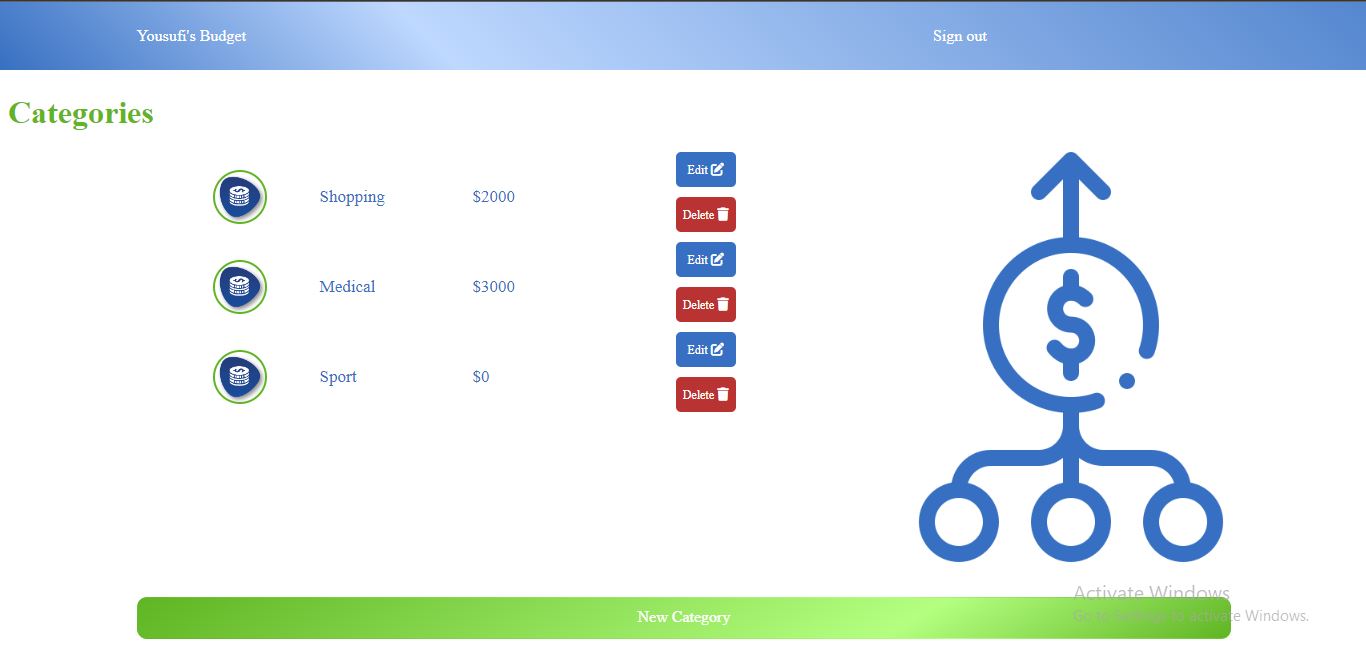 Yousufi's Budget
Sign out
Categories
Shopping
$2000
Edit
Delete
Medical
$3000
Edit
Delete
Sport
$0
Edit
Delete
$
New Category
Activate Windows
Go to Settings to activate Windows.